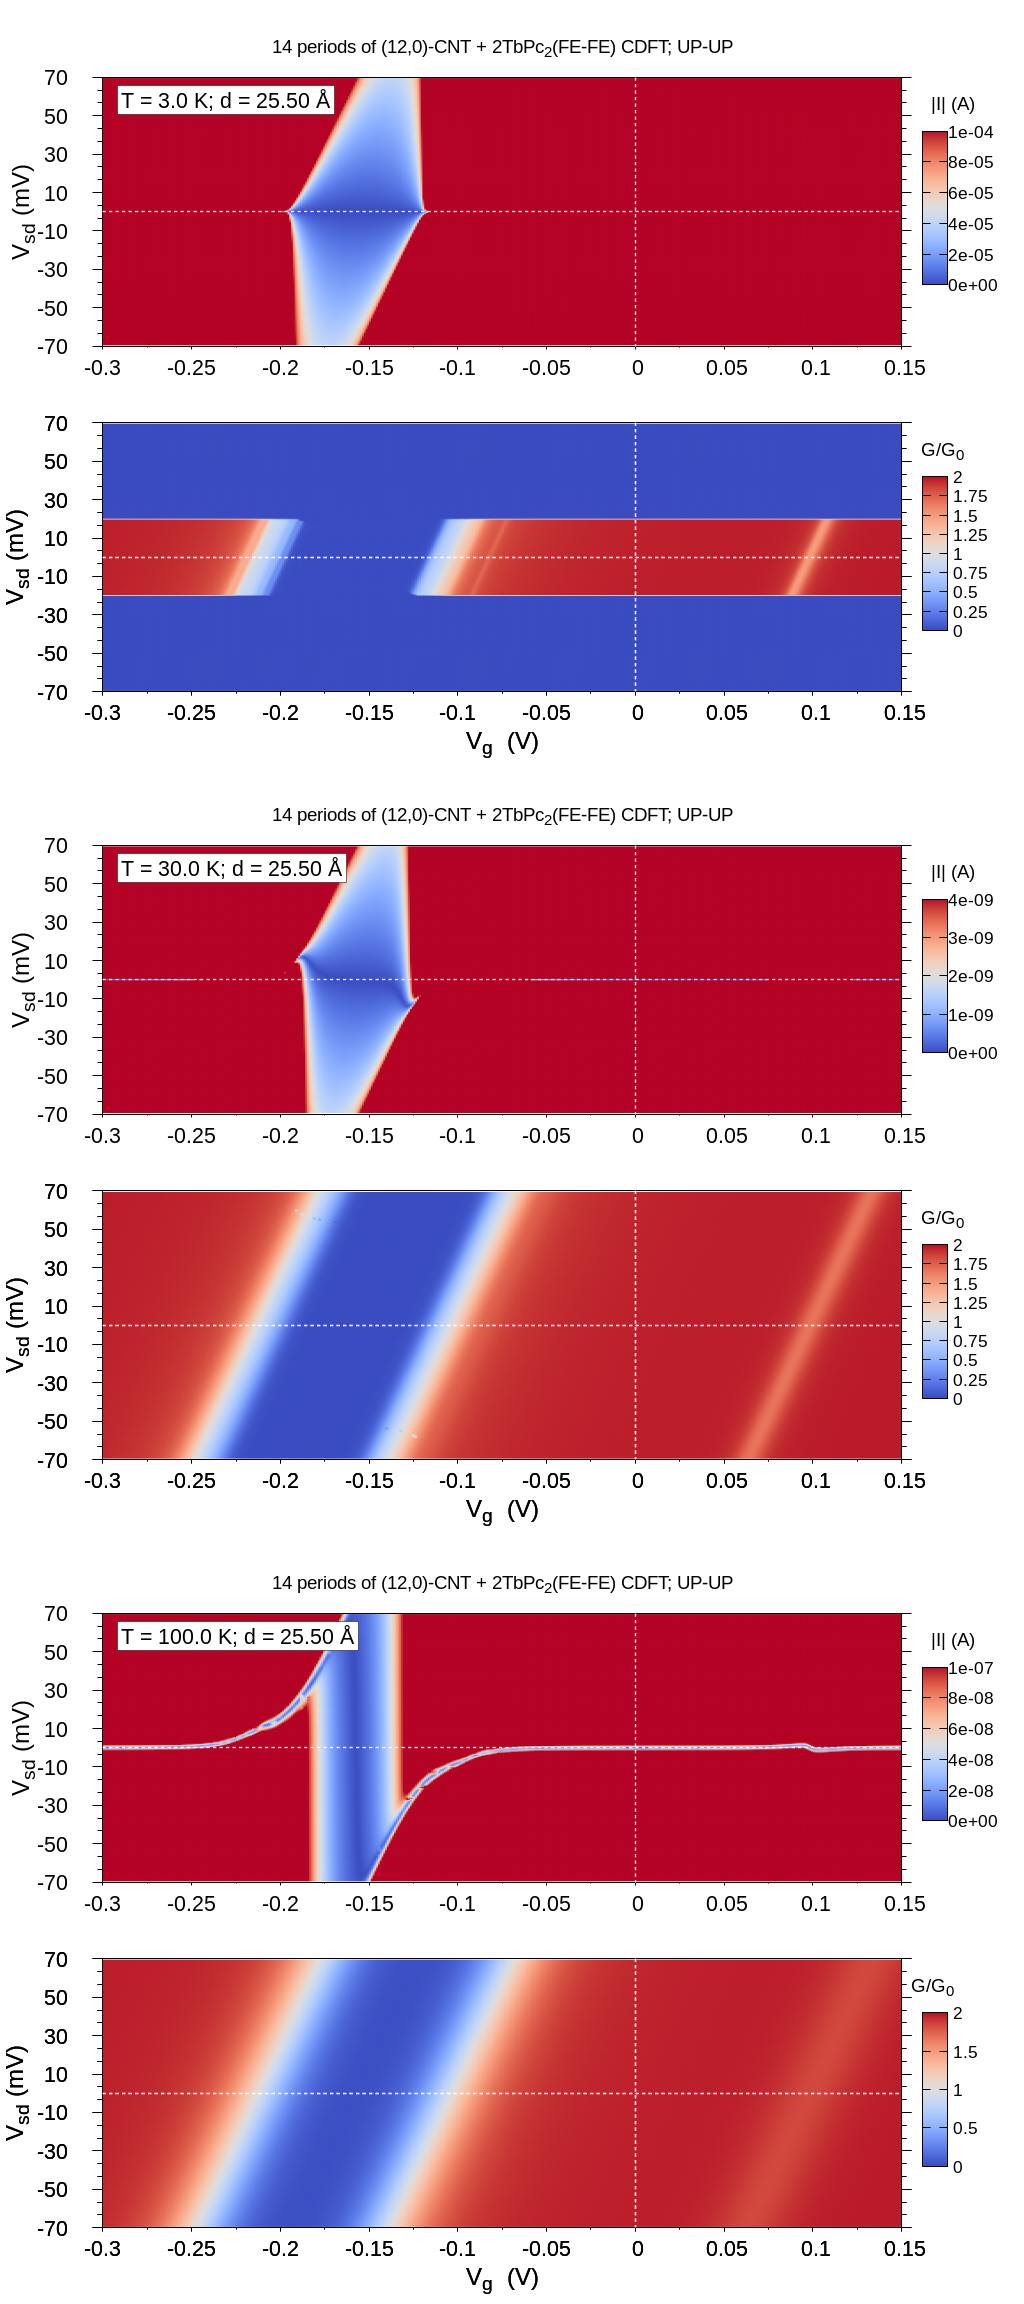 14 periods of (12,0)-CNT + 2TbPc2(FE-FE) CDFT; UP-UP
T = 3.0 K; d = 25.50 Å
Vsd (mV)
70
50
30
10
-10
-30
-50
-70
-0.3 -0.25 -0.2 -0.15 -0.1 -0.05 0 0.05 0.1 0.15
|I| (A)
1e-04
8e-05
6e-05
4e-05
2e-05
0e+00
Vsd (mV)
70
50
30
10
-10
-30
-50
-70
-0.3 -0.25 -0.2 -0.15 -0.1 -0.05 0 0.05 0.1 0.15
Vg (V)
G/G0
2
1.75
1.5
1.25
1
0.75
0.5
0.25
0
14 periods of (12,0)-CNT + 2TbPc2(FE-FE) CDFT; UP-UP
T = 30.0 K; d = 25.50 Å
Vsd (mV)
70
50
30
10
-10
-30
-50
-70
-0.3 -0.25 -0.2 -0.15 -0.1 -0.05 0 0.05 0.1 0.15
|I| (A)
4e-09
3e-09
2e-09
1e-09
0e+00
Vsd (mV)
70
50
30
10
-10
-30
-50
-70
-0.3 -0.25 -0.2 -0.15 -0.1 -0.05 0 0.05 0.1 0.15
Vg (V)
G/G0
2
1.75
1.5
1.25
1
0.75
0.5
0.25
0
14 periods of (12,0)-CNT + 2TbPc2(FE-FE) CDFT; UP-UP
T = 100.0 K; d = 25.50 Å
Vsd (mV)
70
50
30
10
-10
-30
-50
-70
-0.3 -0.25 -0.2 -0.15 -0.1 -0.05 0 0.05 0.1 0.15
|I| (A)
1e-07
8e-08
6e-08
4e-08
2e-08
0e+00
Vsd (mV)
70
50
30
10
-10
-30
-50
-70
-0.3 -0.25 -0.2 -0.15 -0.1 -0.05 0 0.05 0.1 0.15
Vg (V)
G/G0
2
1.5
1
0.5
0